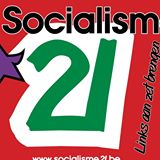 Socialism
21
Links aan zet brengen
www.socialisme21.be